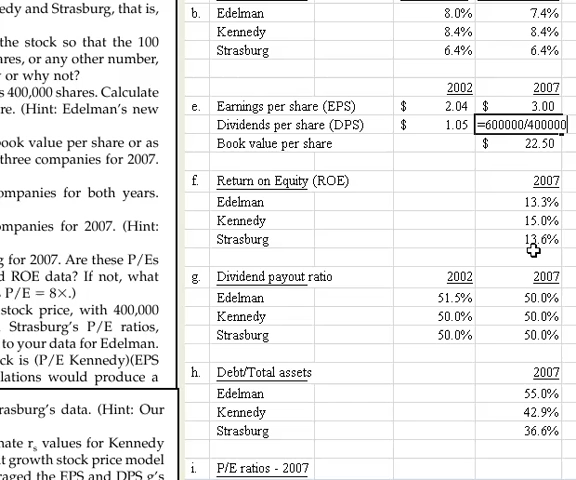 edy and Strasburg, that is,
the stock so that the 100
ares, or any other number,
or why not?
s 400,000 shares. Calculate
re. (Hint: Edelman's new
book value per share or as
three companies for 2007.
ompanies for both years.
ompanies for 2007. (Hint:
g for 2007. Are these P/Es
d ROE data? If not, what
P/E = 8×.)
stock price, with 400,000
Strasburg's P/E ratios,
to your data for Edelman.
ck is (P/E Kennedy)(EPS
lations would produce a
rasburg's data. (Hint: Our
nate rs values for Kennedy
t growth stock price model
raged the EPS and DPS g's
b. Edelman 8.0% 7.4%
Kennedy 8.4% 8.4%
Strasburg 6.4% 6.4%
2002 2007
e. Earnings per share (EPS) $ 2.04 $ 3.00
Dividends per share (DPS) $ 1.05 =600000/400000
Book value per share $ 22.50
f. Return on Equity (ROE) 2007
Edelman 13.3%
Kennedy 15.0%
Strasburg 13.6%
g. Dividend payout ratio 2002 2007
Edelman 51.5% 50.0%
Kennedy 50.0% 50.0%
Strasburg 50.0% 50.0%
h. Debt/Total assets 2007
Edelman 55.0%
Kennedy 42.9%
Strasburg 36.6%
i. P/E ratios - 2007